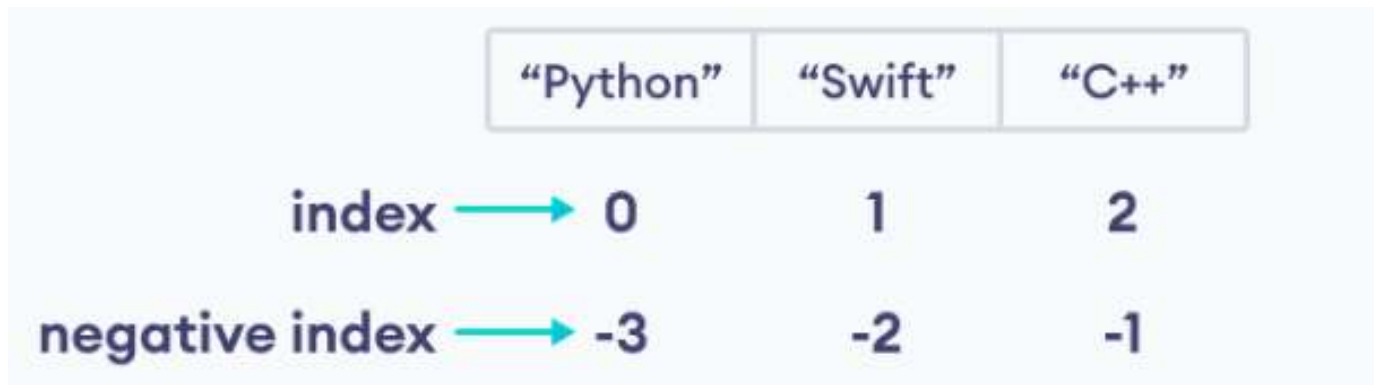 “Python” “Swift” “C++”
index 0 1 2
negative index -3 -2 -1